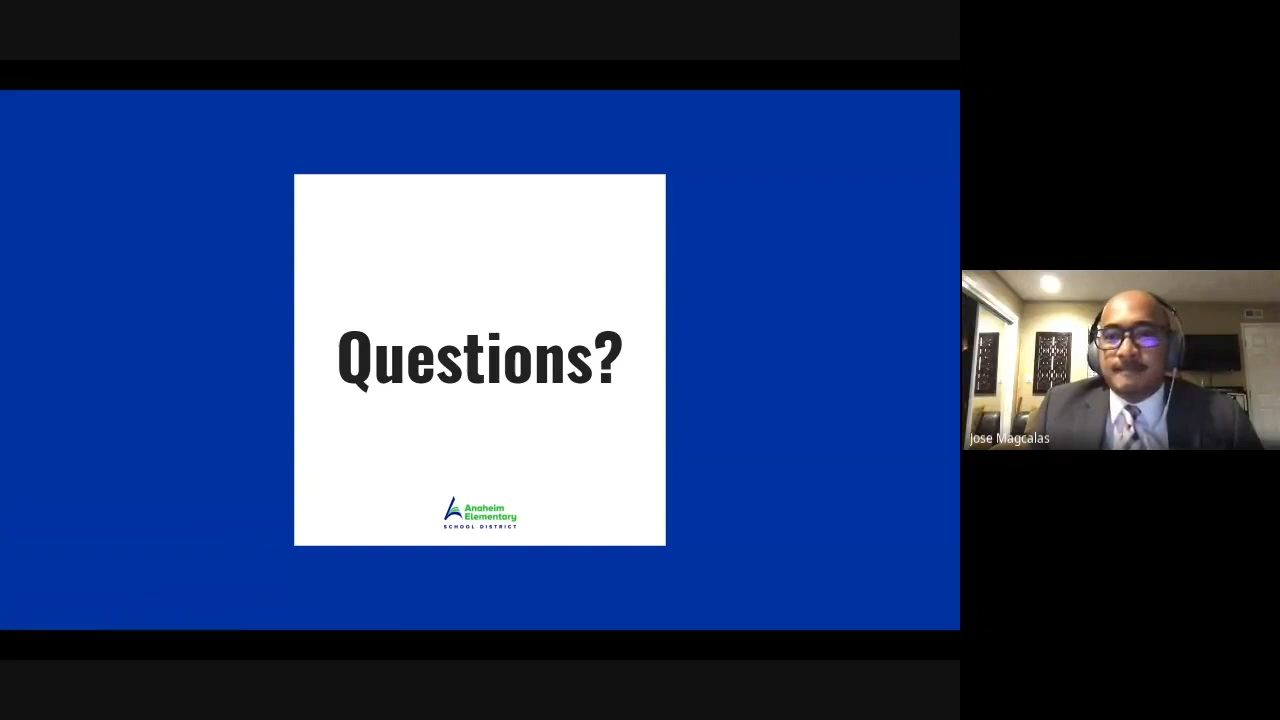 Questions?
Anaheim
Elementary
SCHOOL DISTRICT
Jose Magcalas